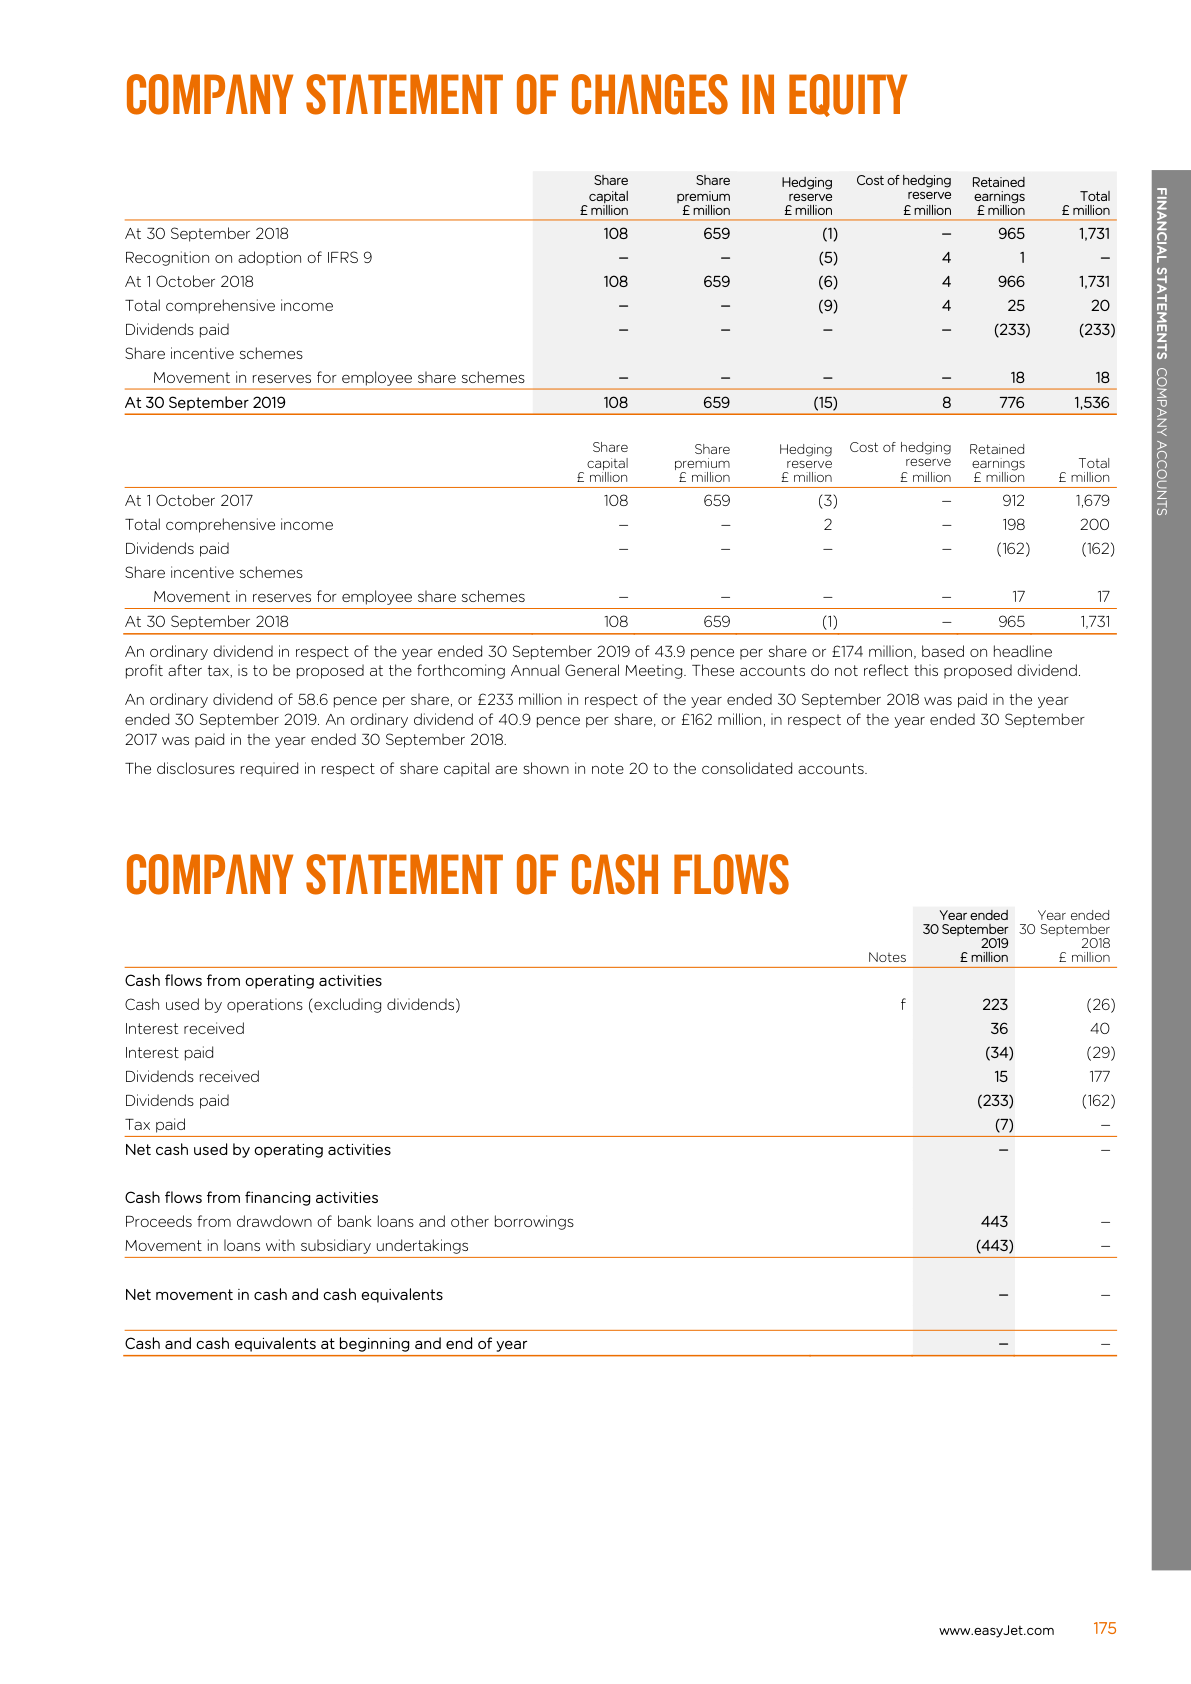 COMPANY STATEMENT OF CHANGES IN EQUITY
Share capital £ million Share premium £ million Hedging reserve £ million Cost of hedging reserve £ million Retained earnings £ million Total £ million
At 30 September 2018 108 659 (1) – 965 1,731
Recognition on adoption of IFRS 9 – – (5) 4 1 –
At 1 October 2018 108 659 (6) 4 966 1,731
Total comprehensive income – – (9) 4 25 20
Dividends paid – – – – (233) (233)
Share incentive schemes
Movement in reserves for employee share schemes – – – – 18 18
At 30 September 2019 108 659 (15) 8 776 1,536
Share capital £ million Share premium £ million Hedging reserve £ million Cost of hedging reserve £ million Retained earnings £ million Total £ million
At 1 October 2017 108 659 (3) – 912 1,679
Total comprehensive income – – 2 – 198 200
Dividends paid – – – – (162) (162)
Share incentive schemes
Movement in reserves for employee share schemes – – – – 17 17
At 30 September 2018 108 659 (1) – 965 1,731
An ordinary dividend in respect of the year ended 30 September 2019 of 43.9 pence per share or £174 million, based on headline
profit after tax, is to be proposed at the forthcoming Annual General Meeting. These accounts do not reflect this proposed dividend.
An ordinary dividend of 58.6 pence per share, or £233 million in respect of the year ended 30 September 2018 was paid in the year
ended 30 September 2019. An ordinary dividend of 40.9 pence per share, or £162 million, in respect of the year ended 30 September
2017 was paid in the year ended 30 September 2018.
The disclosures required in respect of share capital are shown in note 20 to the consolidated accounts.
COMPANY STATEMENT OF CASH FLOWS
Notes Year ended 30 September 2019 £ million Year ended 30 September 2018 £ million
Cash flows from operating activities
Cash used by operations (excluding dividends) f 223 (26)
Interest received 36 40
Interest paid (34) (29)
Dividends received 15 177
Dividends paid (233) (162)
Tax paid (7) –
Net cash used by operating activities – –
Cash flows from financing activities
Proceeds from drawdown of bank loans and other borrowings 443 –
Movement in loans with subsidiary undertakings (443) –
Net movement in cash and cash equivalents – –
Cash and cash equivalents at beginning and end of year – –
FINANCIAL STATEMENTS COMPANY ACCOUNTS
www.easyJet.com 175